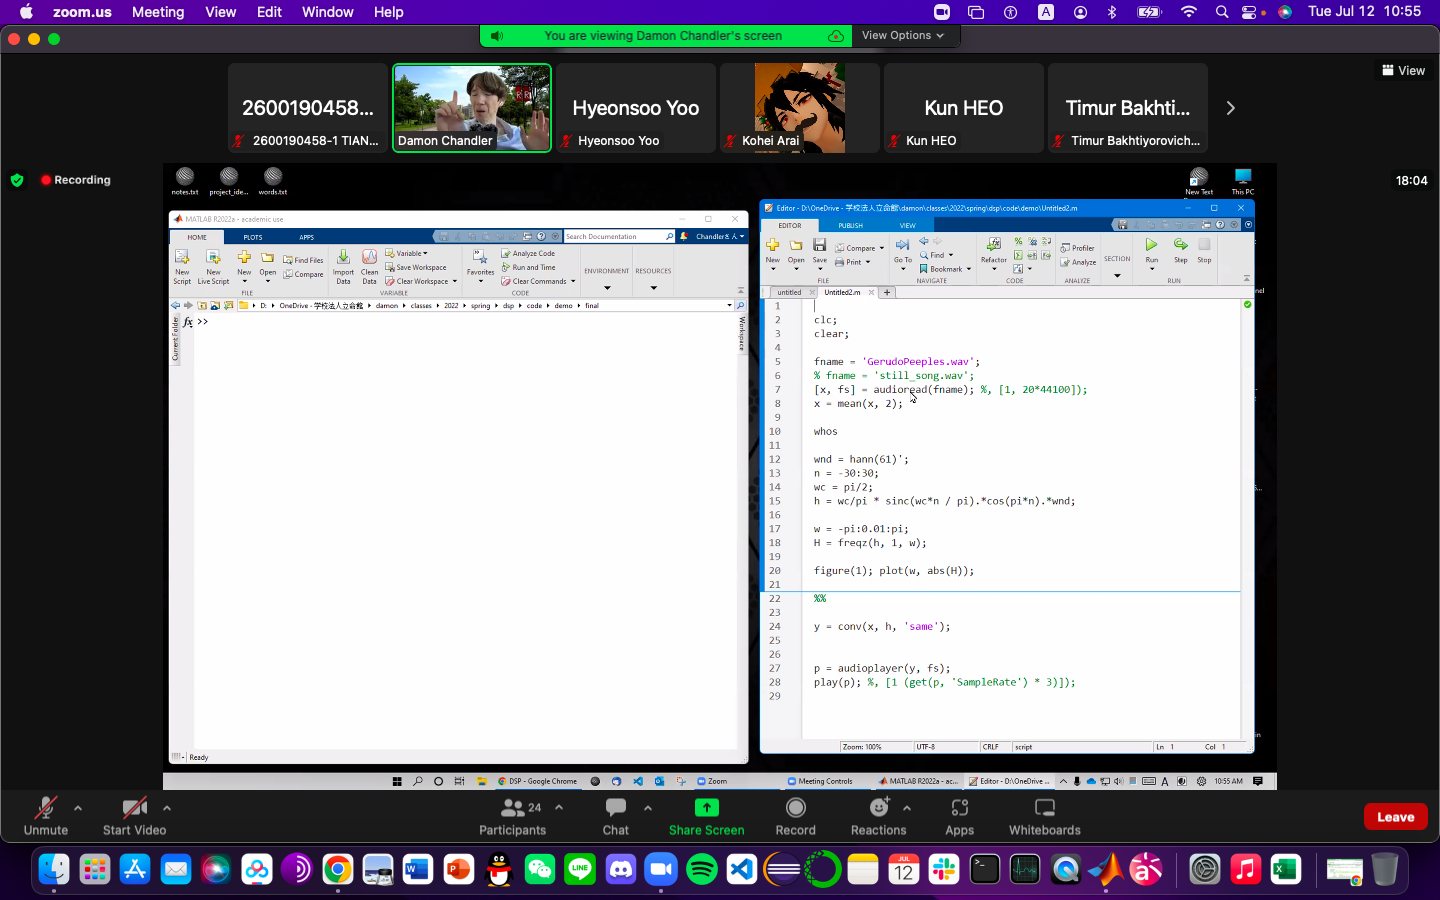 zoom.us Meeting View Edit Window Help
A
Tue Jul 12 10:55
You are viewing Damon Chandler's screen
View Options
View
2600190458...
2600190458-1 TIAN...
Damon Chandler
Hyeonsoo Yoo
Hyeonsoo Yoo
Kohei Arai
Kun HEO
Kun HEO
Timur Bakhti...
Timur Bakhtiyorovich...
Recording
18:04
notes.txt project_ide... words.txt
New Text
This PC
MATLAB R2022a - academic use
HOME PLOTS APPS
Search Documentation
Chandlerさん
New Script
New Live Script
New
Open
Find Files
Compare
Import Data
Clean Data
Variable
Save Workspace
Clear Workspace
Favorites
Analyze Code
Run and Time
Clear Commands
ENVIRONMENT
RESOURCES
FILE VARIABLE CODE
D: OneDrive - 学校法人立命館 damon classes 2022 spring dsp code demo final
Current Folder
fx >>
Workspace
Ready
Editor - D:\OneDrive - 学校法人立命館\damon\classes\2022\spring\dsp\code\demo\Untitled2.m
EDITOR PUBLISH VIEW
New
Open
Save
Compare
Print
Go To
Find
Bookmark
Refactor
Profiler
Analyze
SECTION
Run
Step
Stop
FILE NAVIGATE CODE ANALYZE RUN
untitled Untitled2.m +
1
2 clc;
3 clear;
4
5 fname = 'GerudoPeeples.wav';
6 % fname = 'still_song.wav';
7 [x, fs] = audioread(fname); %, [1, 20*44100]);
8 x = mean(x, 2);
9
10 whos
11
12 wnd = hann(61)';
13 n = -30:30;
14 wc = pi/2;
15 h = wc/pi * sinc(wc*n / pi).*cos(pi*n).*wnd;
16
17 w = -pi:0.01:pi;
18 H = freqz(h, 1, w);
19
20 figure(1); plot(w, abs(H));
21
22 %%
23
24 y = conv(x, h, 'same');
25
26
27 p = audioplayer(y, fs);
28 play(p); %, [1 (get(p, 'SampleRate') * 3)]);
29
Zoom: 100% UTF-8 CRLF script Ln 1 Col 1
DSP - Google Chrome
Zoom
Meeting Controls
MATLAB R2022a - ac...
Editor - D:\OneDrive ...
A
10:55 AM
Unmute
Start Video
24
Participants
Chat
Share Screen
Record
Reactions
Apps
Whiteboards
Leave
JUL
12